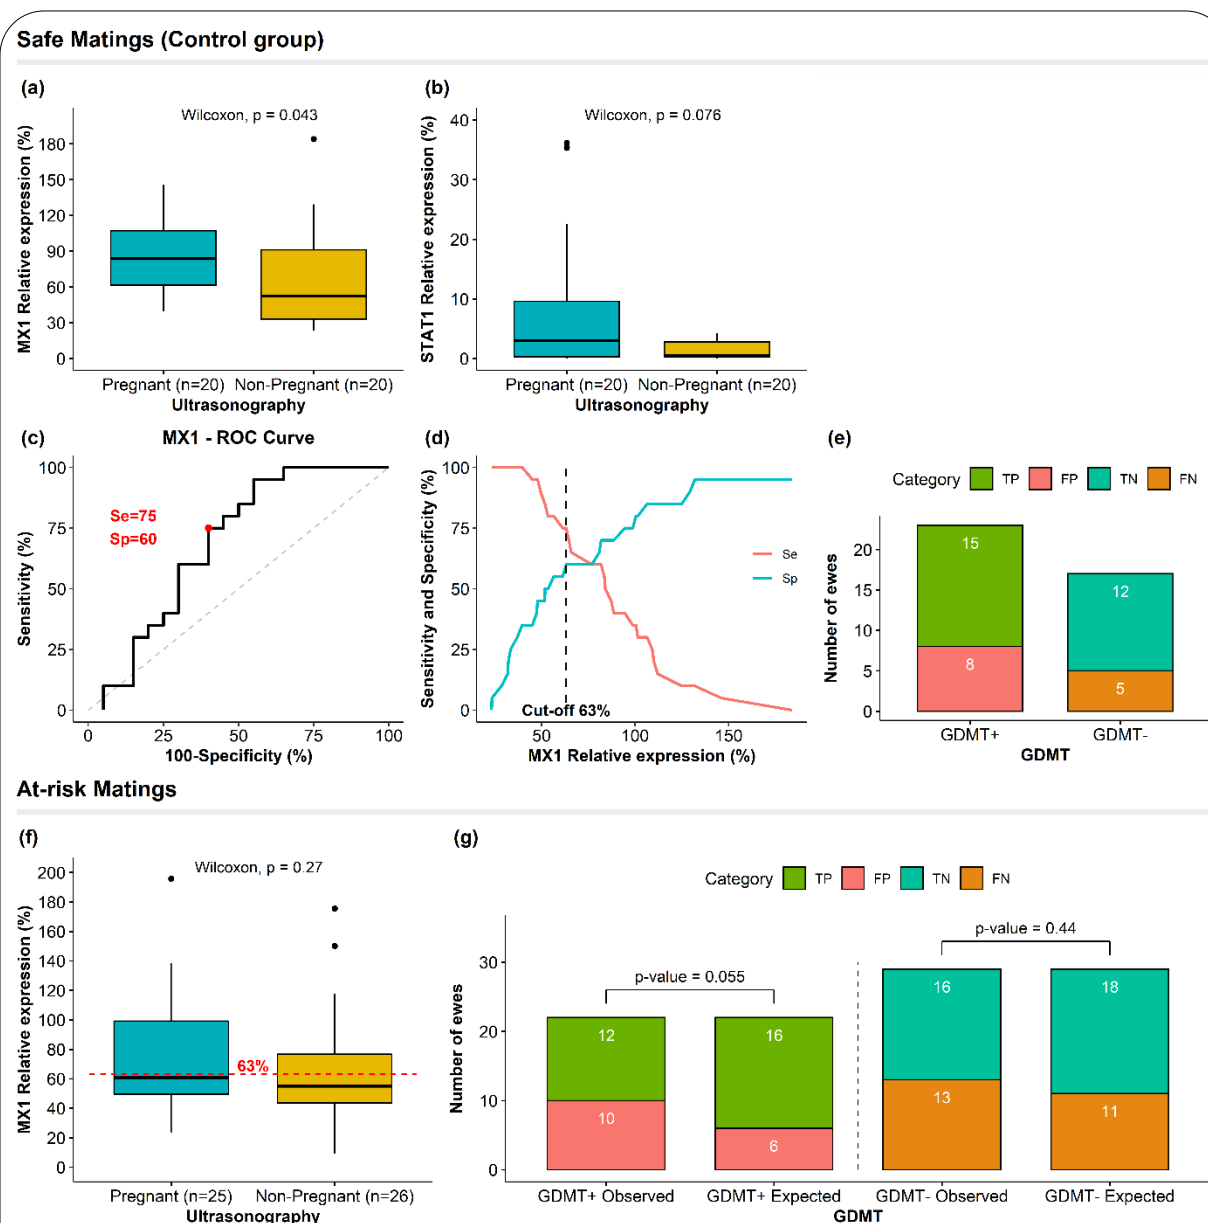 Safe Matings (Control group)
(a)
Wilcoxon, p = 0.043
MX1 Relative expression (%)
180
150
120
90
60
30
0
Pregnant (n=20) Non-Pregnant (n=20)
Ultrasonography
(b)
Wilcoxon, p = 0.076
STAT1 Relative expression (%)
40
30
20
10
0
Pregnant (n=20) Non-Pregnant (n=20)
Ultrasonography
(c)
MX1 - ROC Curve
Sensitivity (%)
100
75
50
25
0
Se=75
Sp=60
0 25 50 75 100
100-Specificity (%)
(d)
Sensitivity and Specificity (%)
100
75
50
25
0
Se
Sp
Cut-off 63%
50 100 150
MX1 Relative expression (%)
(e)
Category TP FP TN FN
Number of ewes
20
15
10
5
0
15
8
12
5
GDMT+ GDMT-
GDMT
At-risk Matings
(f)
Wilcoxon, p = 0.27
MX1 Relative expression (%)
200
180
160
140
120
100
80
60
40
20
0
63%
Pregnant (n=25) Non-Pregnant (n=26)
Ultrasonography
(g)
Category TP FP TN FN
Number of ewes
30
20
10
0
p-value = 0.055
p-value = 0.44
12
10
16
6
16
13
18
11
GDMT+ Observed GDMT+ Expected GDMT- Observed GDMT- Expected
GDMT